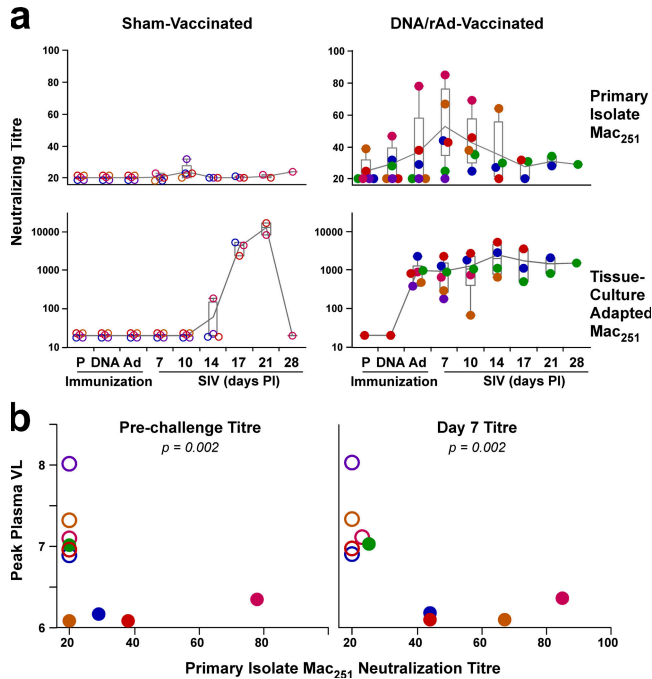 a
Sham-Vaccinated
DNA/rAd-Vaccinated
Neutralizing Titre
100
80
60
40
20
100
80
60
40
20
Primary
Isolate
Mac251
10000
1000
100
10
10000
1000
100
10
Tissue-
Culture
Adapted
Mac251
P DNA Ad 7 10 14 17 21 28
Immunization SIV (days PI)
P DNA Ad 7 10 14 17 21 28
Immunization SIV (days PI)
b
Pre-challenge Titre
p = 0.002
Day 7 Titre
p = 0.002
Peak Plasma VL
8
7
6
20 40 60 80
20 40 60 80 100
Primary Isolate Mac251 Neutralization Titre